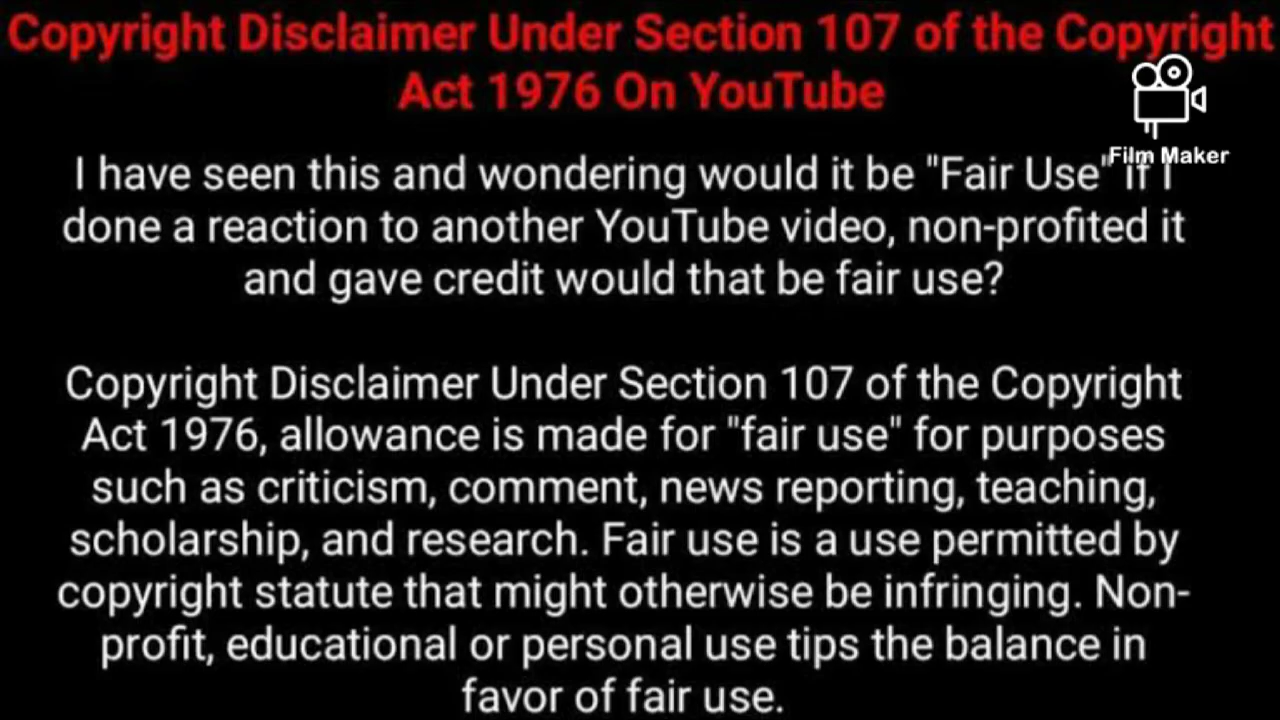 Copyright Disclaimer Under Section 107 of the Copyright
Act 1976 On YouTube
Film Maker
I have seen this and wondering would it be "Fair Use" if I
done a reaction to another YouTube video, non-profited it
and gave credit would that be fair use?
Copyright Disclaimer Under Section 107 of the Copyright
Act 1976, allowance is made for "fair use" for purposes
such as criticism, comment, news reporting, teaching,
scholarship, and research. Fair use is a use permitted by
copyright statute that might otherwise be infringing. Non-
profit, educational or personal use tips the balance in
favor of fair use.